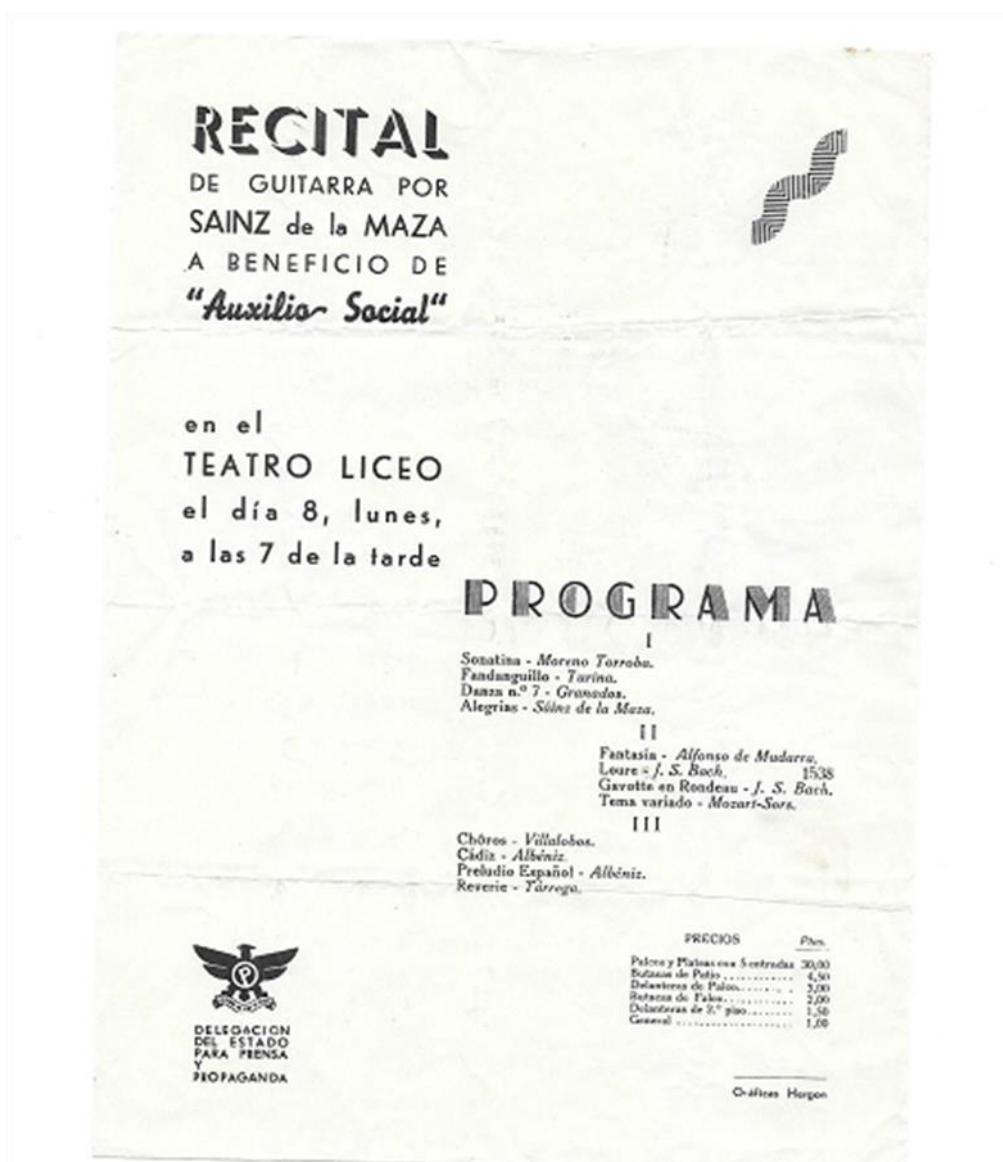 RECITAL
DE GUITARRA POR
SAINZ de la MAZA
A BENEFICIO DE
"Auxilio Social"
en el
TEATRO LICEO
el día 8, lunes,
a las 7 de la tarde
PROGRAMA
I
Sonatina - Moreno Torroba.
Fandanguillo - Turina.
Danza n.º 7 - Granados.
Alegrias - Sáinz de la Maza.
II
Fantasia - Alfonso de Mudarra,
Loure - J. S. Bach. 1538
Gavotte en Rondeau - J. S. Bach.
Tema variado - Mozart-Sors.
III
Chôros - Villalobos.
Cádiz - Albéniz.
Preludio Español - Albéniz.
Reverie - Tárrega.
PRECIOS Ptas.
Palcos y Plateas con 5 entradas 30,00
Butacas de Patio ............ 4,50
Delanteras de Palco......... 3,00
Butacas de Palco............ 2,00
Delanteras de 2.º piso........ 1,50
General .................... 1,00
P
DELEGACION
DEL ESTADO
PARA PRENSA
Y
PROPAGANDA
Gráficas Horgon